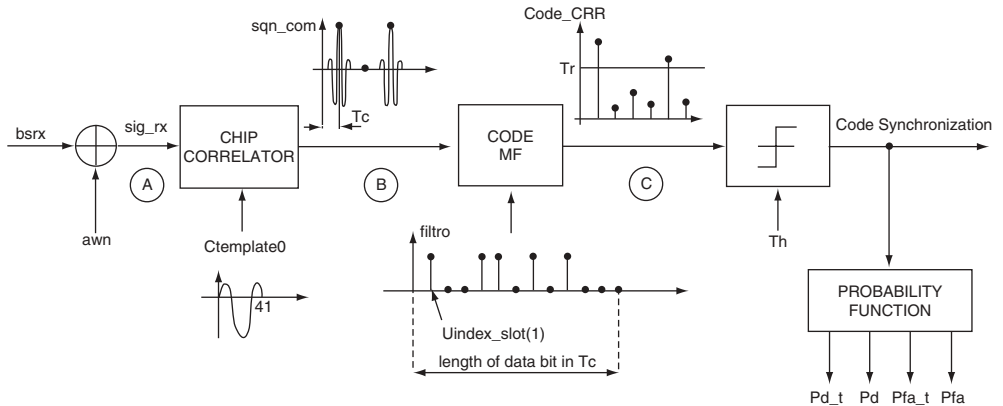 sqn_com
Code_CRR
Tr
Tc
bsrx
sig_rx
CHIP
CORRELATOR
CODE
MF
Code Synchronization
A
B
C
awn
Ctemplate0
41
filtro
Uindex_slot(1)
length of data bit in Tc
Th
PROBABILITY
FUNCTION
Pd_t
Pd
Pfa_t
Pfa